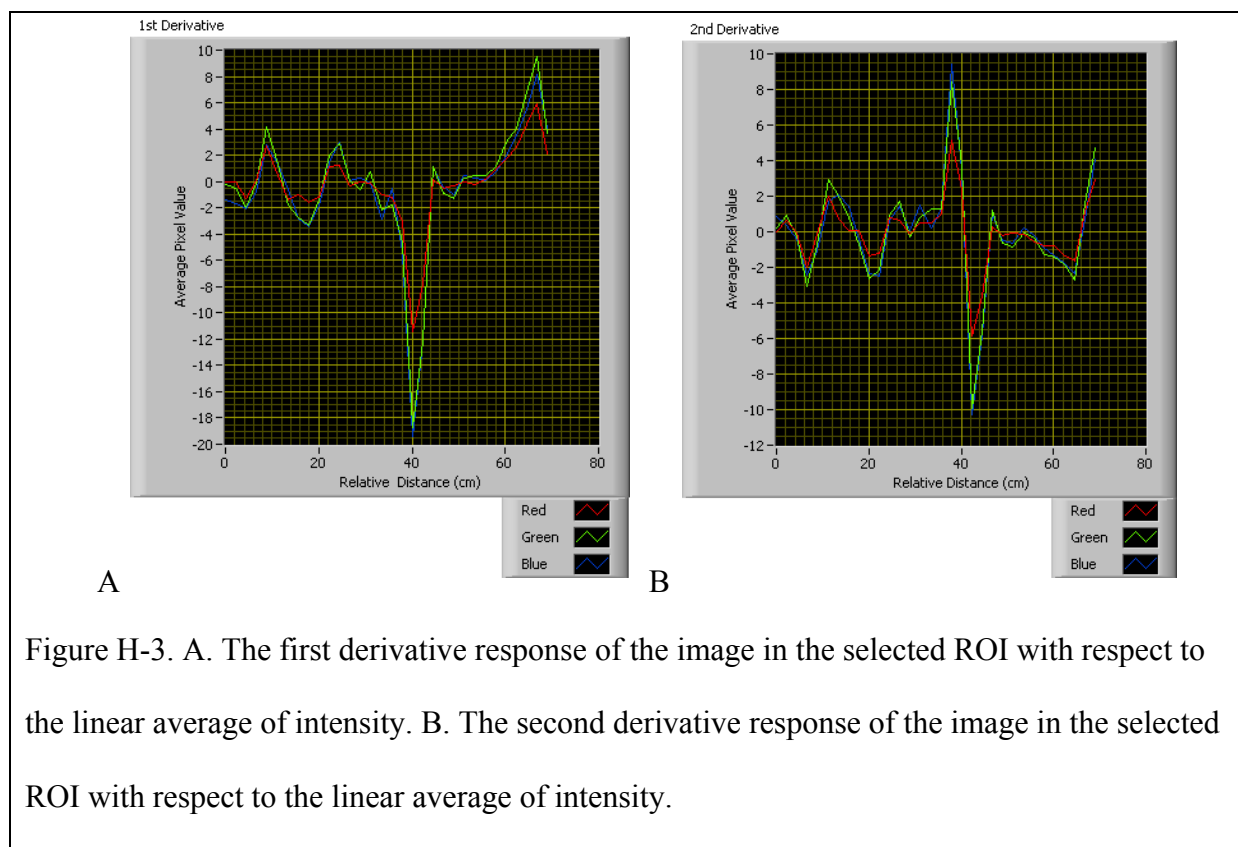 1st Derivative
10
8
6
4
2
0
-2
-4
-6
-8
-10
-12
-14
-16
-18
-20
Average Pixel Value
0 20 40 60 80
Relative Distance (cm)
Red
Green
Blue
A
2nd Derivative
10
8
6
4
2
0
-2
-4
-6
-8
-10
-12
Average Pixel Value
0 20 40 60 80
Relative Distance (cm)
Red
Green
Blue
B
Figure H-3. A. The first derivative response of the image in the selected ROI with respect to
the linear average of intensity. B. The second derivative response of the image in the selected
ROI with respect to the linear average of intensity.